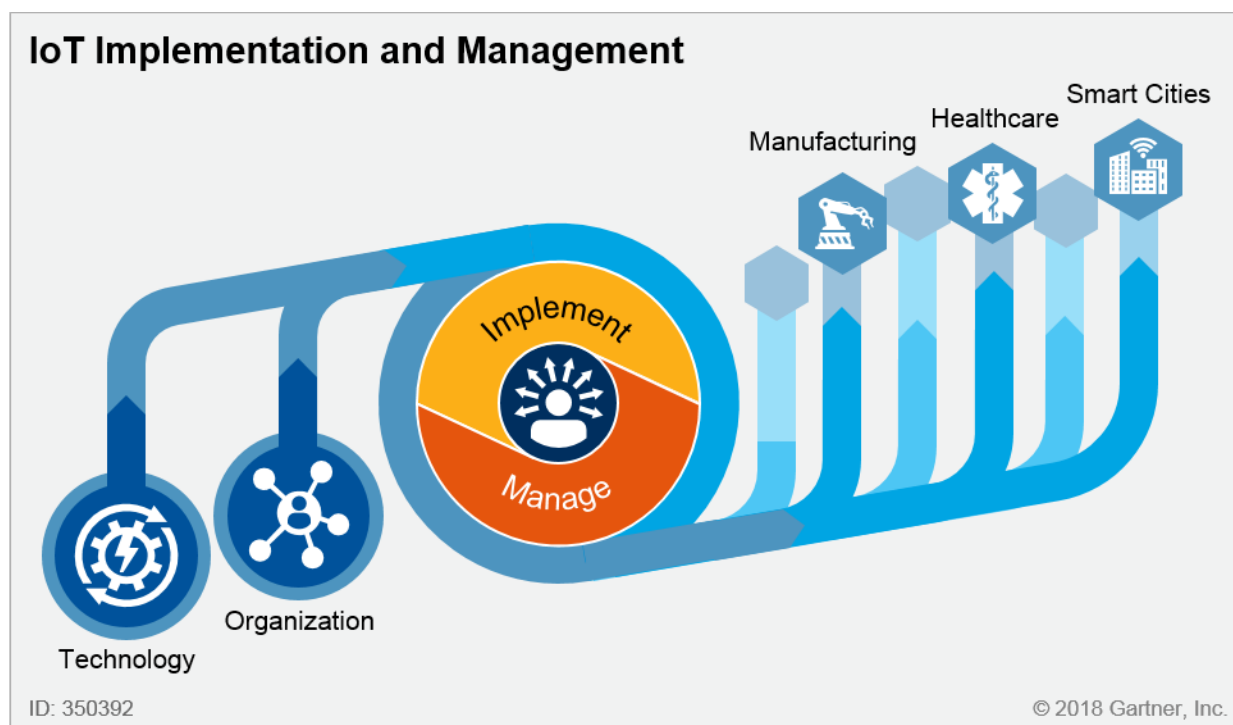 IoT Implementation and Management
Smart Cities
Healthcare
Manufacturing
Implement
Manage
Organization
Technology
ID: 350392
© 2018 Gartner, Inc.